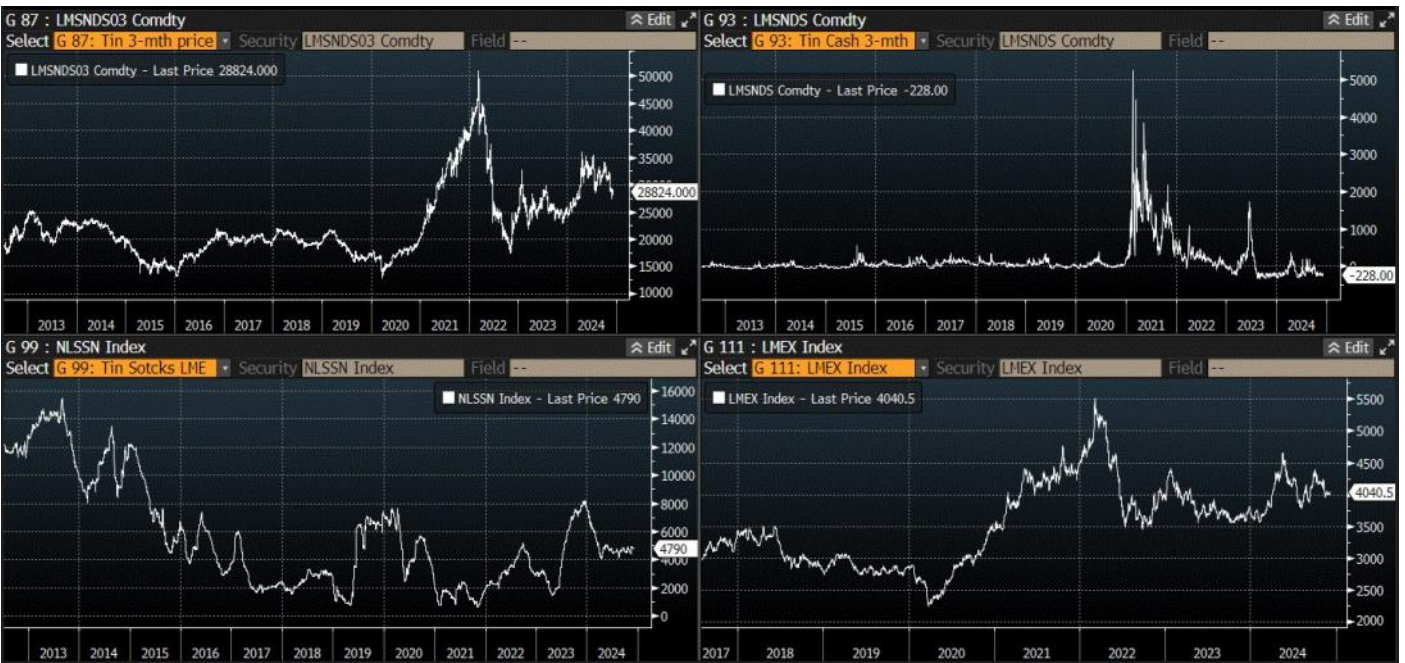 G 87 : LMSNDS03 Comdty
Edit
Select G 87: Tin 3-mth price Security LMSNDS03 Comdty Field --
LMSNDS03 Comdty - Last Price 28824.000
50000
45000
40000
35000
30000
28824.000
25000
20000
15000
10000
2013 2014 2015 2016 2017 2018 2019 2020 2021 2022 2023 2024
G 93 : LMSNDS Comdty
Edit
Select G 93: Tin Cash 3-mth Security LMSNDS Comdty Field --
LMSNDS Comdty - Last Price -228.00
5000
4000
3000
2000
1000
0
-228.00
2013 2014 2015 2016 2017 2018 2019 2020 2021 2022 2023 2024
G 99 : NLSSN Index
Edit
Select G 99: Tin Sotcks LME Security NLSSN Index Field --
NLSSN Index - Last Price 4790
16000
14000
12000
10000
8000
6000
4790
4000
2000
0
2013 2014 2015 2016 2017 2018 2019 2020 2021 2022 2023 2024
G 111 : LMEX Index
Edit
Select G 111: LMEX Index Security LMEX Index Field --
LMEX Index - Last Price 4040.5
5500
5000
4500
4040.5
3500
3000
2500
2000
2017 2018 2019 2020 2021 2022 2023 2024